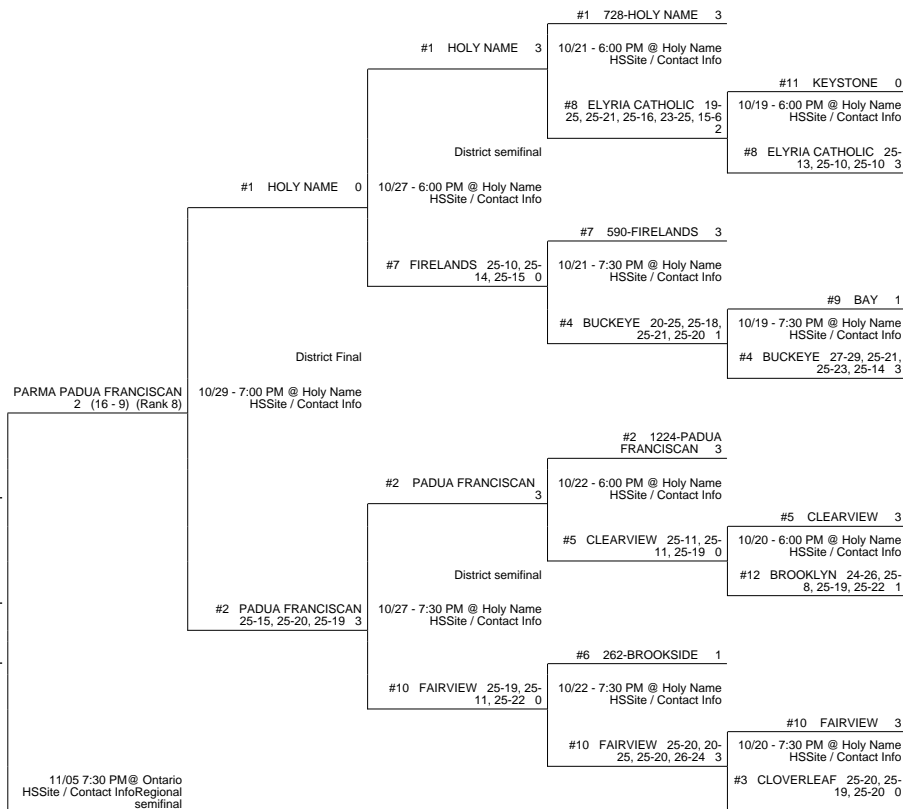 #1 728-HOLY NAME 3
#1 HOLY NAME 3
10/21 - 6:00 PM @ Holy Name
HSSite / Contact Info
#11 KEYSTONE 0
#8 ELYRIA CATHOLIC 19-
25, 25-21, 25-16, 23-25, 15-6
2
10/19 - 6:00 PM @ Holy Name
HSSite / Contact Info
District semifinal
#8 ELYRIA CATHOLIC 25-
13, 25-10, 25-10 3
#1 HOLY NAME 0
10/27 - 6:00 PM @ Holy Name
HSSite / Contact Info
#7 590-FIRELANDS 3
#7 FIRELANDS 25-10, 25-
14, 25-15 0
10/21 - 7:30 PM @ Holy Name
HSSite / Contact Info
#9 BAY 1
#4 BUCKEYE 20-25, 25-18,
25-21, 25-20 1
10/19 - 7:30 PM @ Holy Name
HSSite / Contact Info
District Final
#4 BUCKEYE 27-29, 25-21,
25-23, 25-14 3
PARMA PADUA FRANCISCAN
2 (16 - 9) (Rank 8)
10/29 - 7:00 PM @ Holy Name
HSSite / Contact Info
#2 1224-PADUA
FRANCISCAN 3
#2 PADUA FRANCISCAN
3
10/22 - 6:00 PM @ Holy Name
HSSite / Contact Info
#5 CLEARVIEW 3
#5 CLEARVIEW 25-11, 25-
11, 25-19 0
10/20 - 6:00 PM @ Holy Name
HSSite / Contact Info
District semifinal
#12 BROOKLYN 24-26, 25-
8, 25-19, 25-22 1
#2 PADUA FRANCISCAN
25-15, 25-20, 25-19 3
10/27 - 7:30 PM @ Holy Name
HSSite / Contact Info
#6 262-BROOKSIDE 1
#10 FAIRVIEW 25-19, 25-
11, 25-22 0
10/22 - 7:30 PM @ Holy Name
HSSite / Contact Info
#10 FAIRVIEW 3
#10 FAIRVIEW 25-20, 20-
25, 25-20, 26-24 3
10/20 - 7:30 PM @ Holy Name
HSSite / Contact Info
11/05 7:30 PM@ Ontario
HSSite / Contact InfoRegional
semifinal
#3 CLOVERLEAF 25-20, 25-
19, 25-20 0